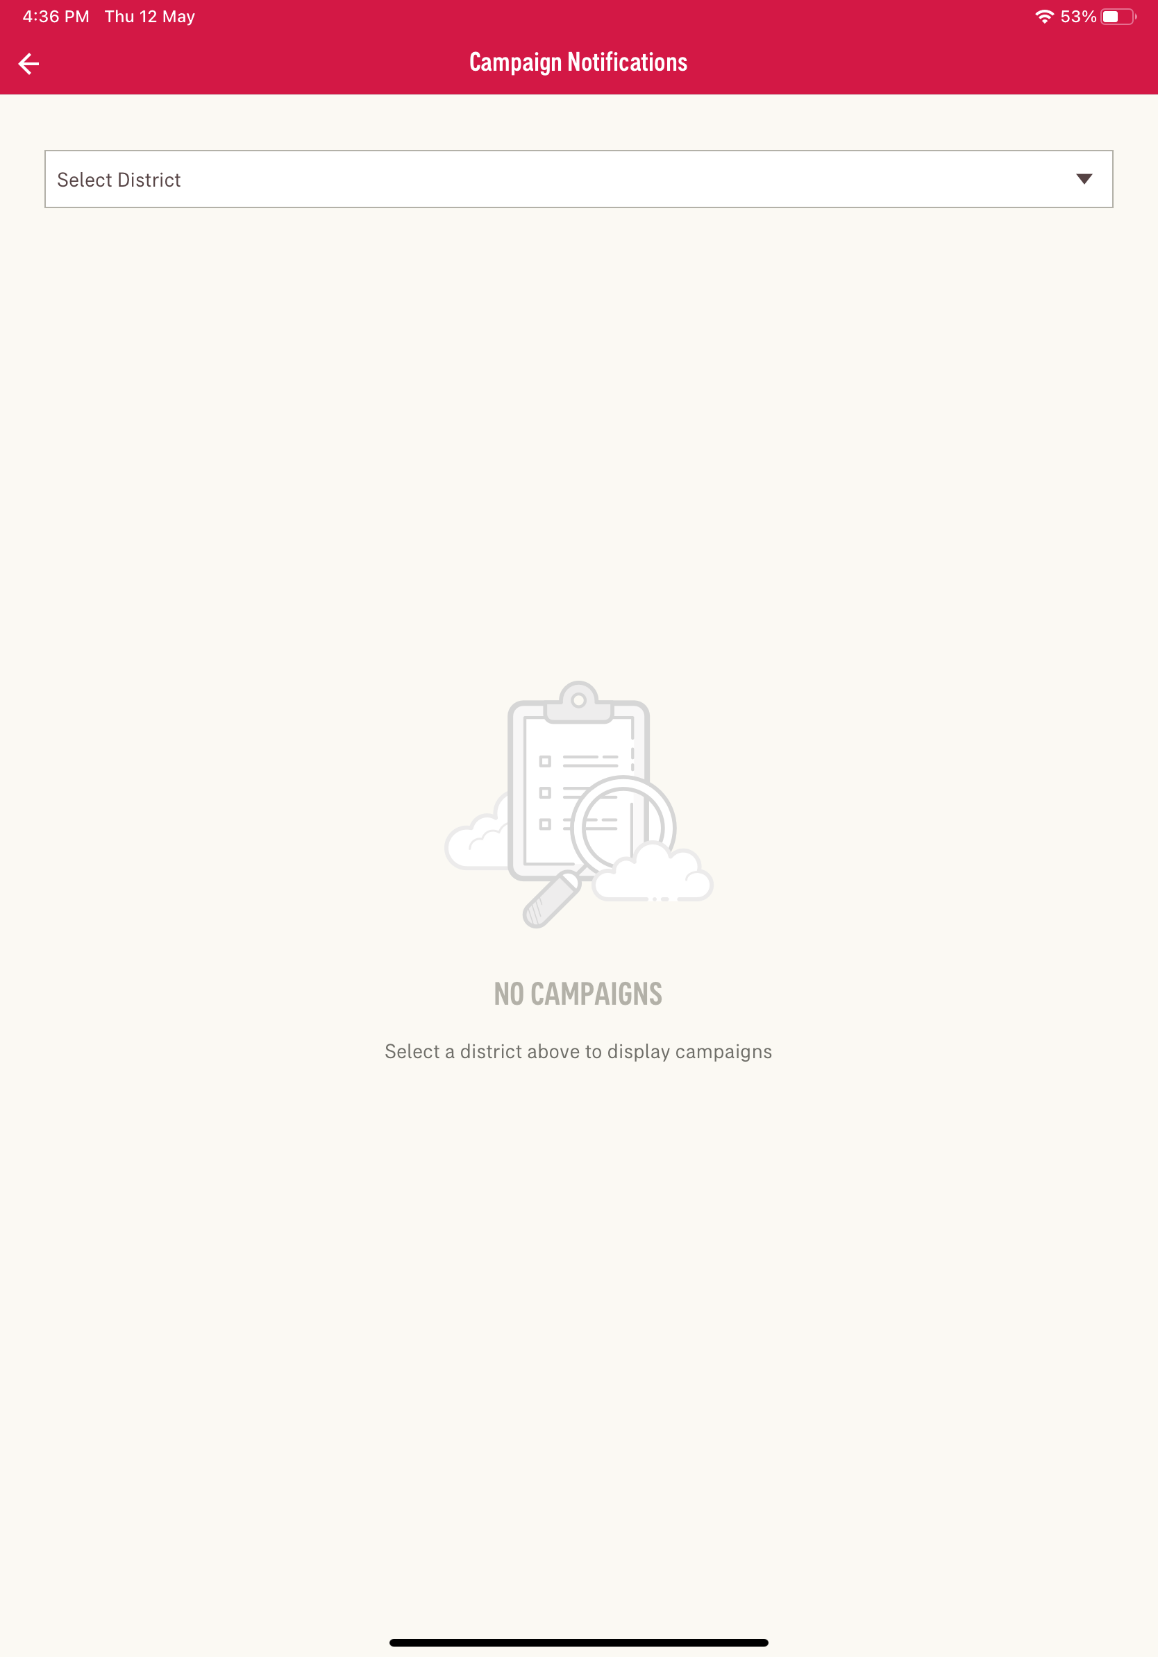 4:36 PM Thu 12 May
53%
Campaign Notifications
Select District
NO CAMPAIGNS
Select a district above to display campaigns